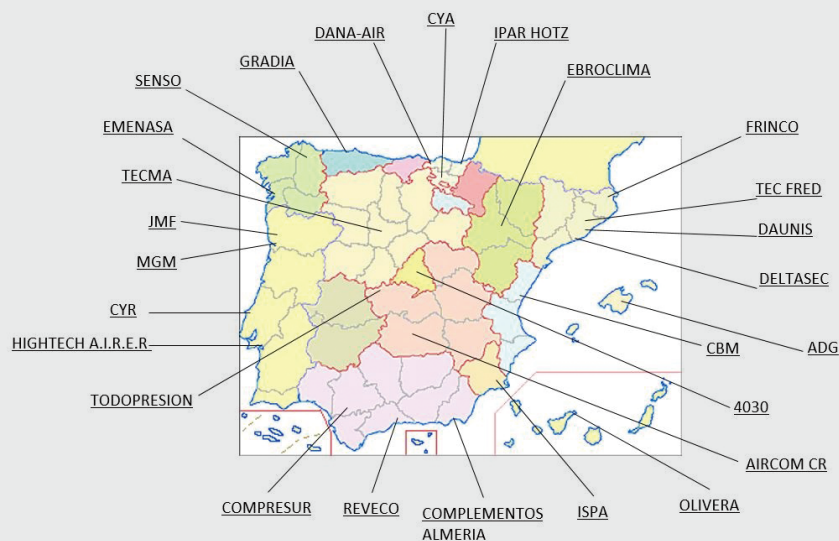 CYA
DANA-AIR
IPAR HOTZ
GRADIA
EBROCLIMA
SENSO
EMENASA
FRINCO
TECMA
TEC FRED
JMF
DAUNIS
MGM
DELTASEC
CYR
HIGHTECH A.I.R.E.R
CBM
ADG
TODOPRESION
4030
AIRCOM CR
COMPRESUR
REVECO
COMPLEMENTOS
ALMERIA
ISPA
OLIVERA